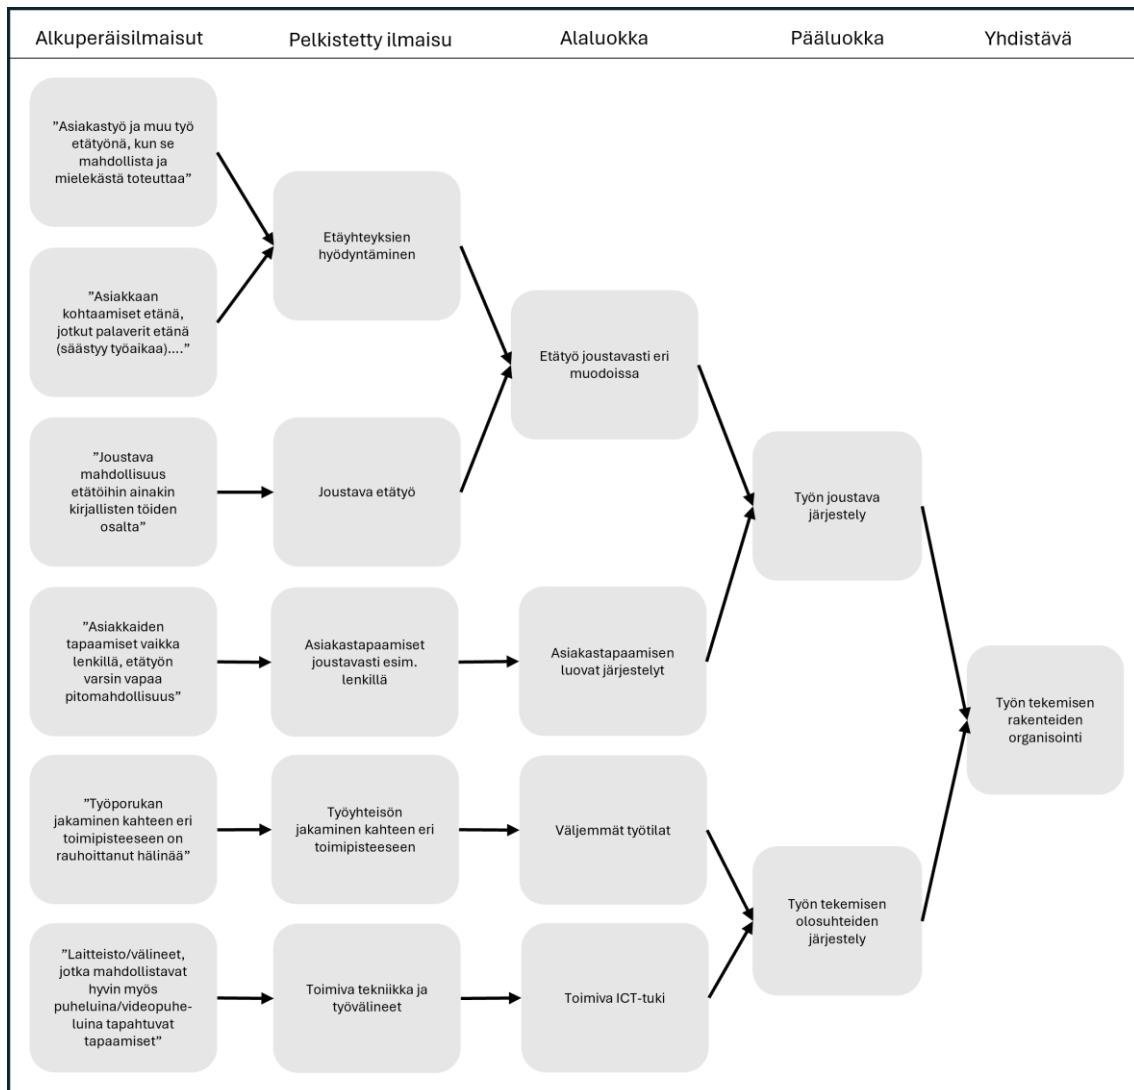 Alkuperäisilmaisut
Pelkistetty ilmaisu
Alaluokka
Pääluokka
Yhdistävä
”Asiakastyö ja muu työ
etätyönä, kun se
mahdollista ja
mielekästä toteuttaa”
”Asiakkaan
kohtaamiset etänä,
jotkut palaverit etänä
(säästyy työaikaa)....”
”Joustava
mahdollisuus
etätöihin ainakin
kirjallisten töiden
osalta”
”Asiakkaiden
tapaamiset vaikka
lenkillä, etätyön
varsin vapaa
pitomahdollisuus”
”Työporukan
jakaminen kahteen eri
toimipisteeseen on
rauhoittanut hälinää”
”Laitteisto/välineet,
jotka mahdollistavat
hyvin myös
puheluina/videopuhe-
luina tapahtuvat
tapaamiset”
Etäyhteyksien
hyödyntäminen
Joustava etätyö
Asiakastapaamiset
joustavasti esim.
lenkillä
Työyhteisön
jakaminen kahteen eri
toimipisteeseen
Toimiva tekniikka ja
työvälineet
Etätyö joustavasti eri
muodoissa
Asiakastapaamisen
luovat järjestelyt
Väljemmät työtilat
Toimiva ICT-tuki
Työn joustava
järjestely
Työn tekemisen
olosuhteiden
järjestely
Työn tekemisen
rakenteiden
organisointi